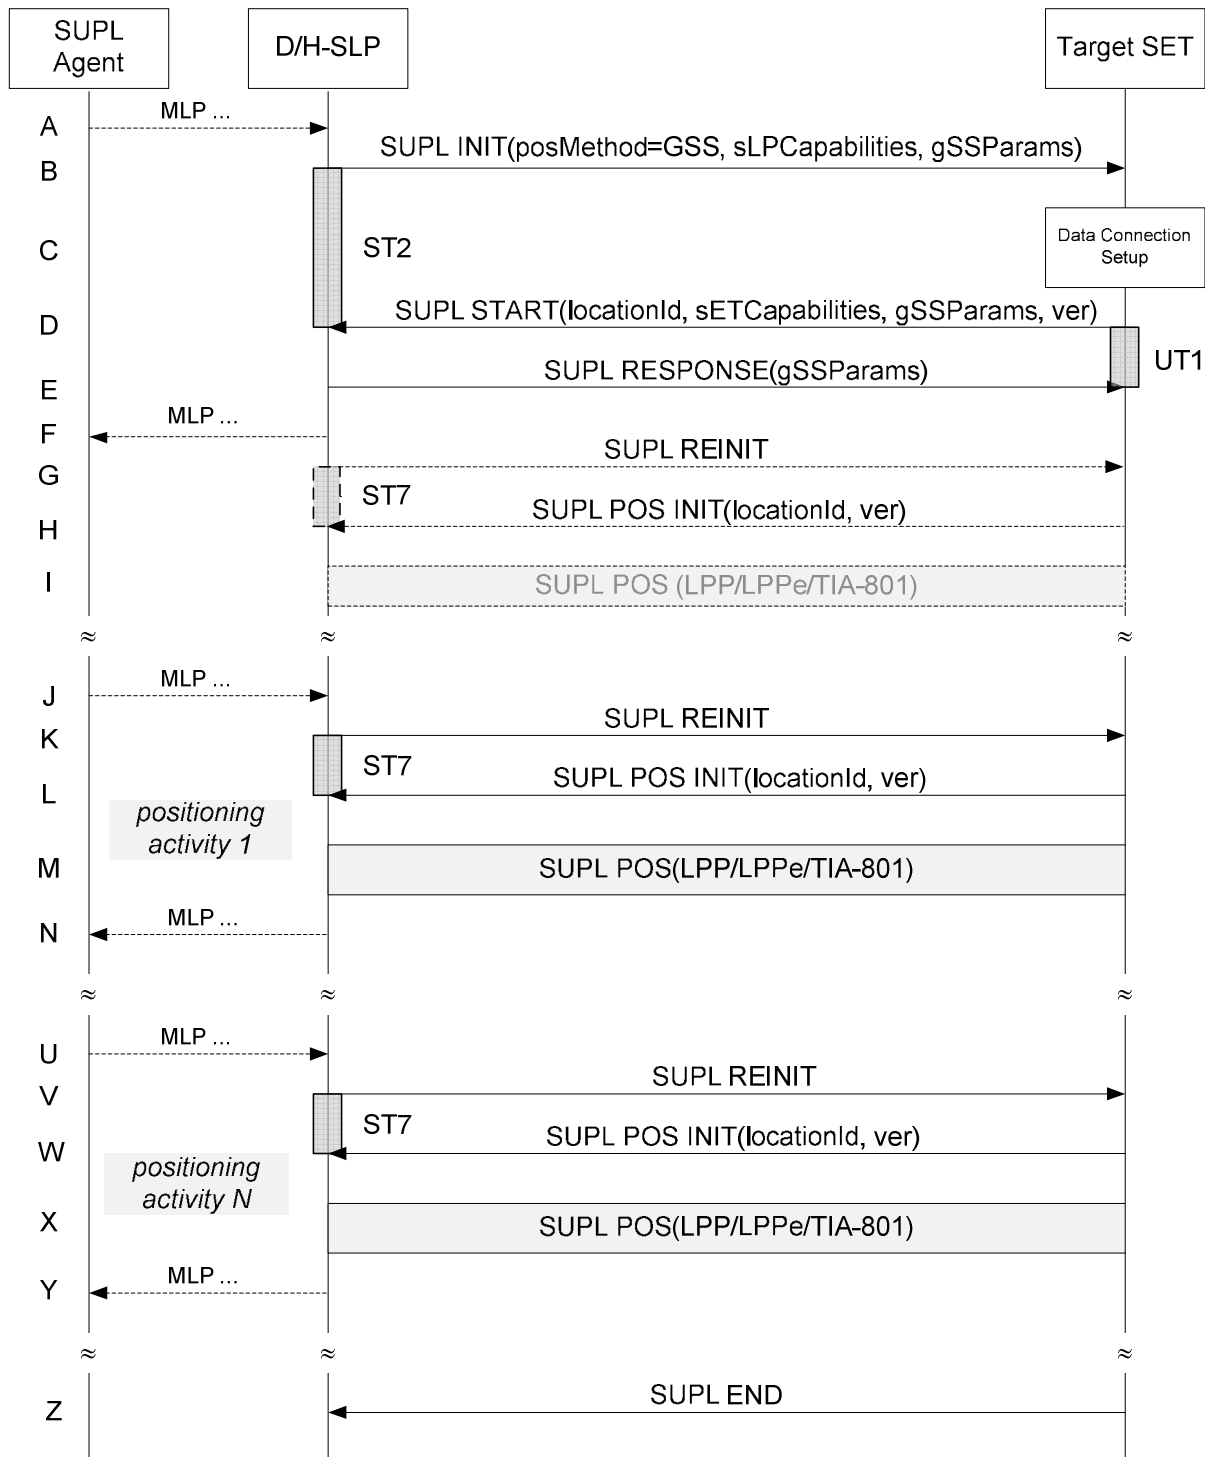 SUPL
Agent
D/H-SLP
Target SET
A
MLP ...
SUPL INIT(posMethod=GSS, sLPCapabilities, gSSParams)
B
Data Connection
Setup
C
ST2
SUPL START(locationId, sETCapabilities, gSSParams, ver)
D
UT1
SUPL RESPONSE(gSSParams)
E
MLP ...
F
SUPL REINIT
G
ST7
SUPL POS INIT(locationId, ver)
H
I
SUPL POS (LPP/LPPe/TIA-801)
≈ ≈ ≈
J
MLP ...
SUPL REINIT
K
ST7
SUPL POS INIT(locationId, ver)
L
positioning
activity 1
M
SUPL POS(LPP/LPPe/TIA-801)
MLP ...
N
≈ ≈ ≈
MLP ...
U
SUPL REINIT
V
ST7
SUPL POS INIT(locationId, ver)
W
positioning
activity N
X
SUPL POS(LPP/LPPe/TIA-801)
MLP ...
Y
≈ ≈ ≈
SUPL END
Z